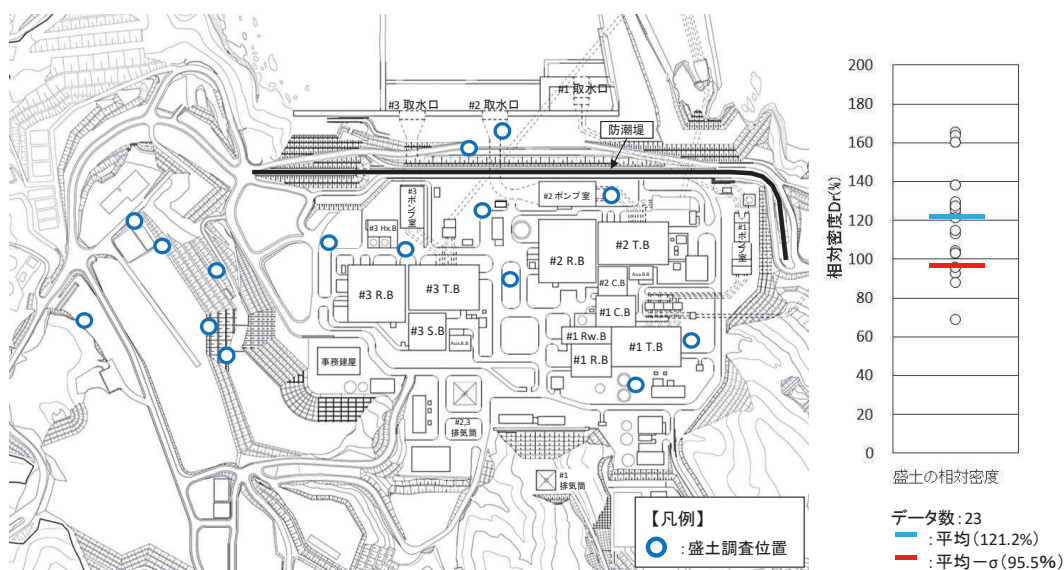 #3 取水口
#2 取水口
#1 取水口
防潮堤
#3 ポンプ室
#2 ポンプ室
#1 ポンプ室
#3 Hx.B
#3 R.B
#3 T.B
#3 S.B
Aux.B.B
#2 R.B
#2 T.B
#2 C.B
Aux.B.B
#1 C.B
#1 Rw.B
#1 R.B
#1 T.B
事務建屋
#2,3
排気筒
#1
排気筒
【凡例】
:盛土調査位置
相対密度Dr(%)
200
180
160
140
120
100
80
60
40
20
0
盛土の相対密度
データ数:23
:平均(121.2%)
:平均-σ(95.5%)